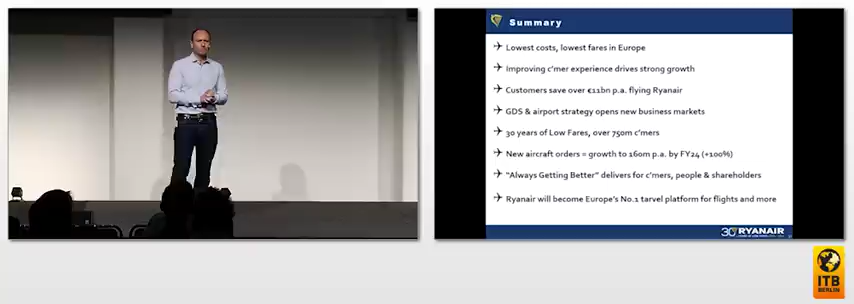 Summary
Lowest costs, lowest fares in Europe
Improving c'mer experience drives strong growth
Customers save over €11bn p.a. flying Ryanair
GDS & airport strategy opens new business markets
30 years of Low Fares, over 750m c'mers
New aircraft orders = growth to 160m p.a. by FY24 (+100%)
"Always Getting Better" delivers for c'mers, people & shareholders
Ryanair will become Europe's No.1 tarvel platform for flights and more
30 RYANAIR
ITB
BERLIN